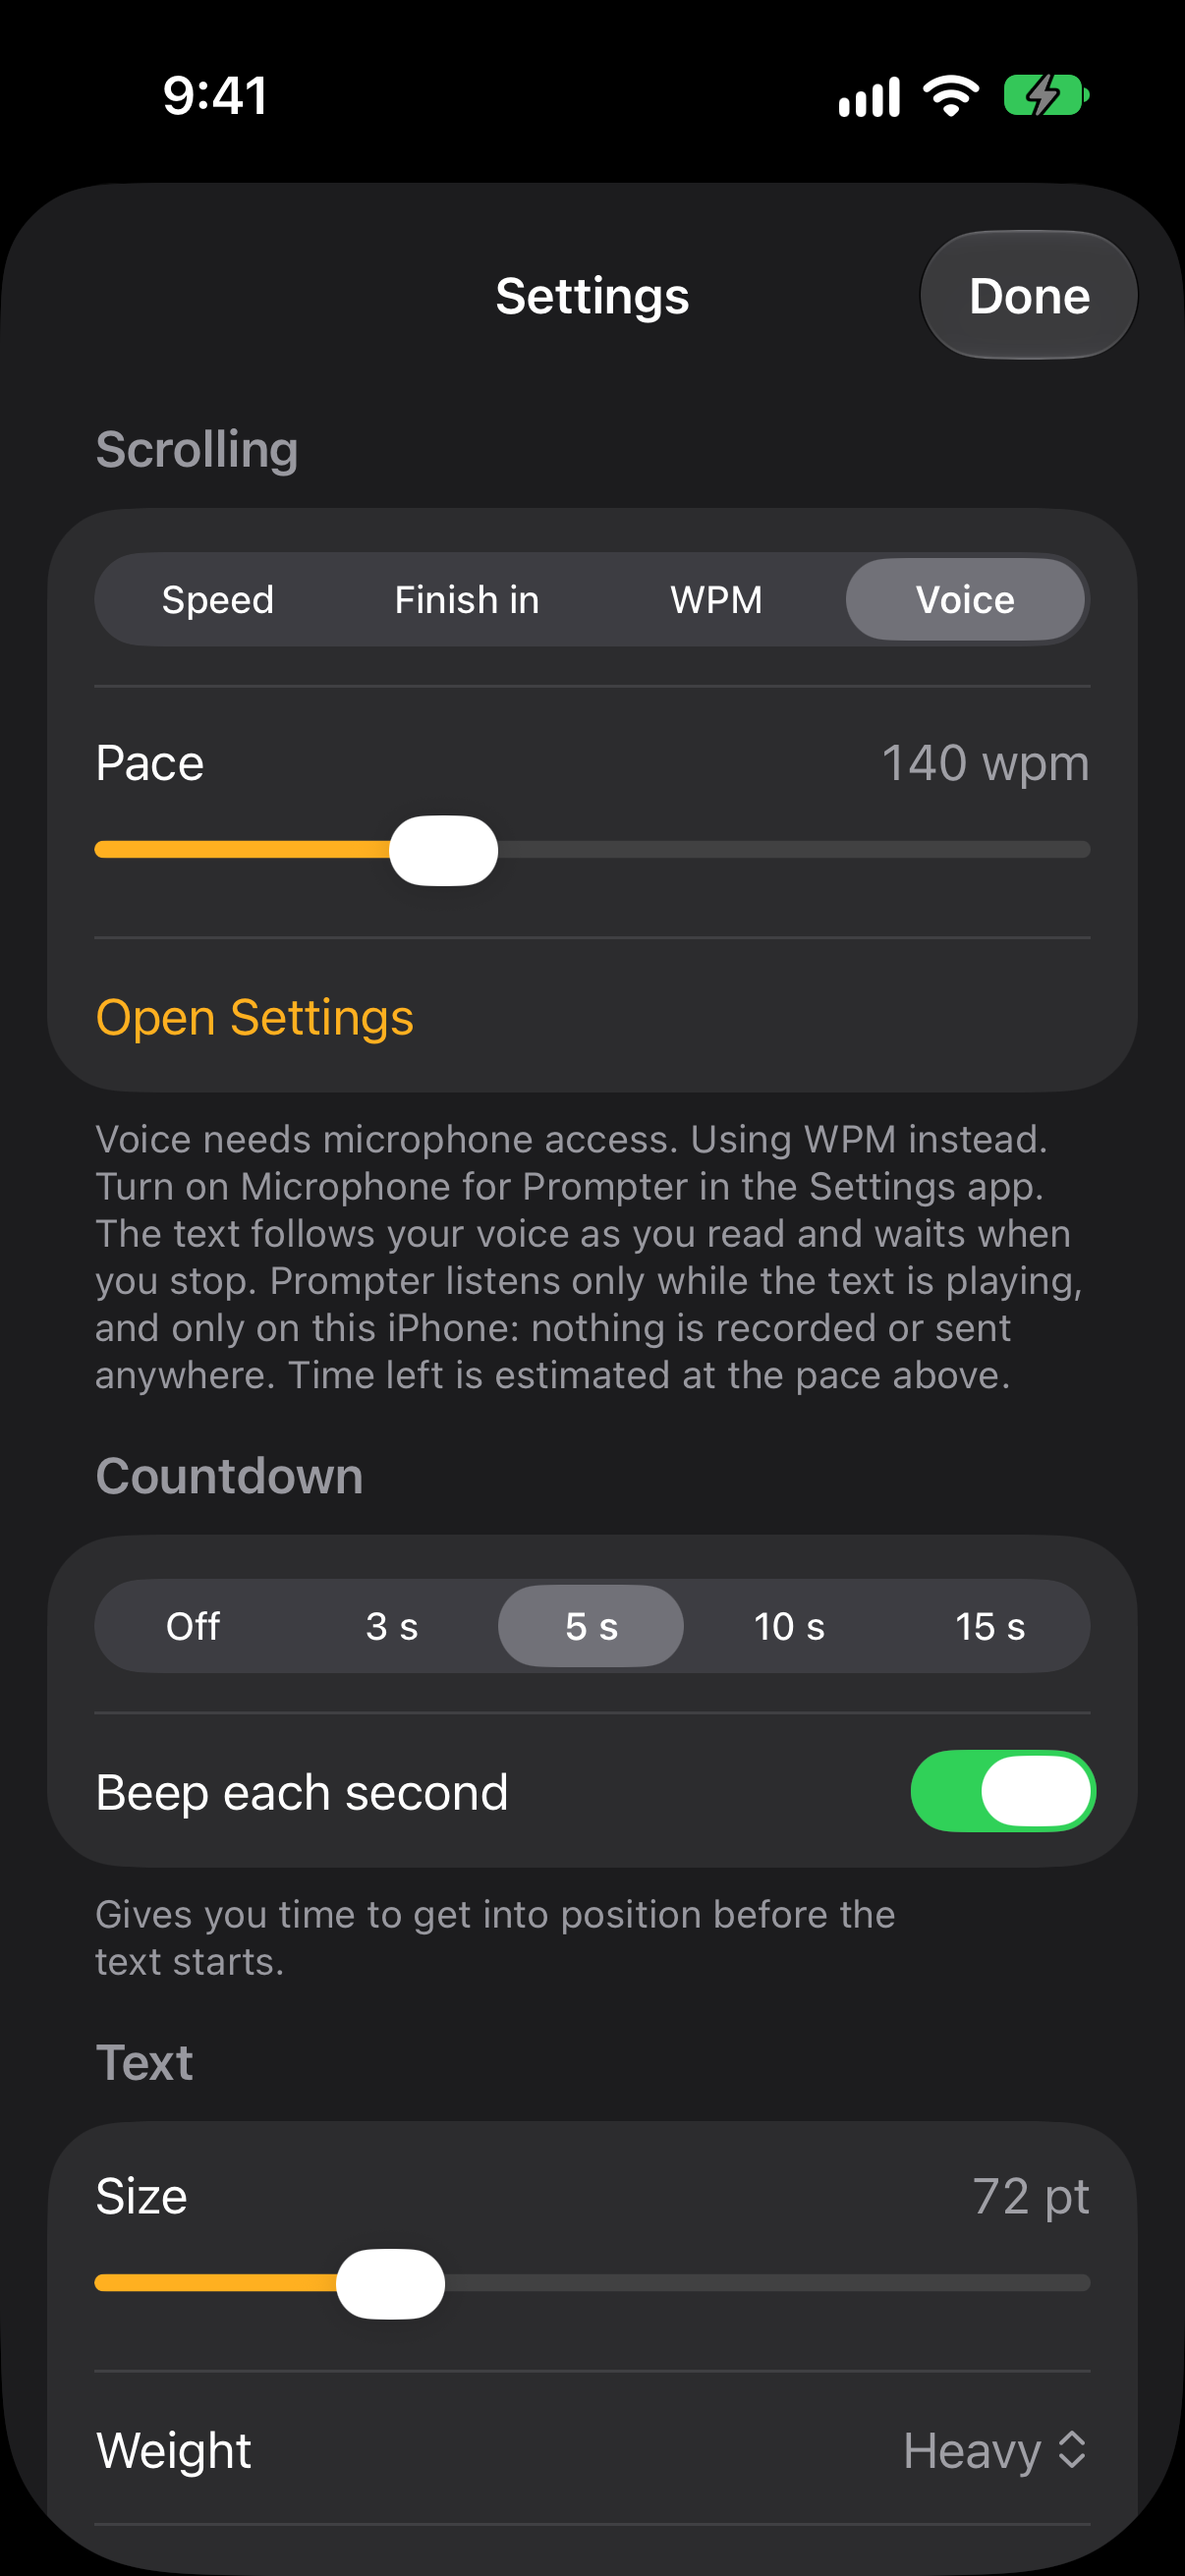 9:41
Settings
Done
Scrolling
Speed
Finish in
WPM
Voice
Pace
140 wpm
Open Settings
Voice needs microphone access. Using WPM instead.
Turn on Microphone for Prompter in the Settings app.
The text follows your voice as you read and waits when
you stop. Prompter listens only while the text is playing,
and only on this iPhone: nothing is recorded or sent
anywhere. Time left is estimated at the pace above.
Countdown
Off
3 s
5 s
10 s
15 s
Beep each second
Gives you time to get into position before the
text starts.
Text
Size
72 pt
Weight
Heavy